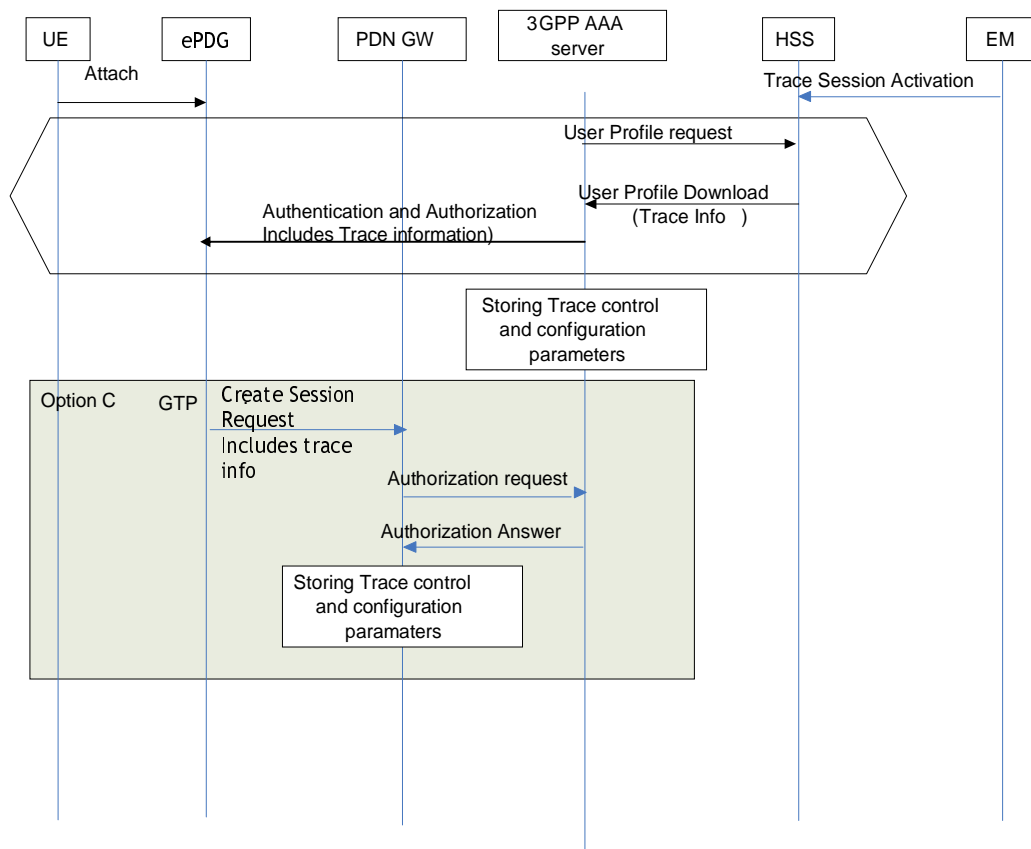 UE
ePDG
PDN GW
3GPP AAA
server
HSS
EM
Attach
Trace Session Activation
User Profile request
User Profile Download
(Trace Info )
Authentication and Authorization
Includes Trace information)
Storing Trace control
and configuration
parameters
Option C
GTP
Create Session
Request
Includes trace
info
Authorization request
Authorization Answer
Storing Trace control
and configuration
paramaters